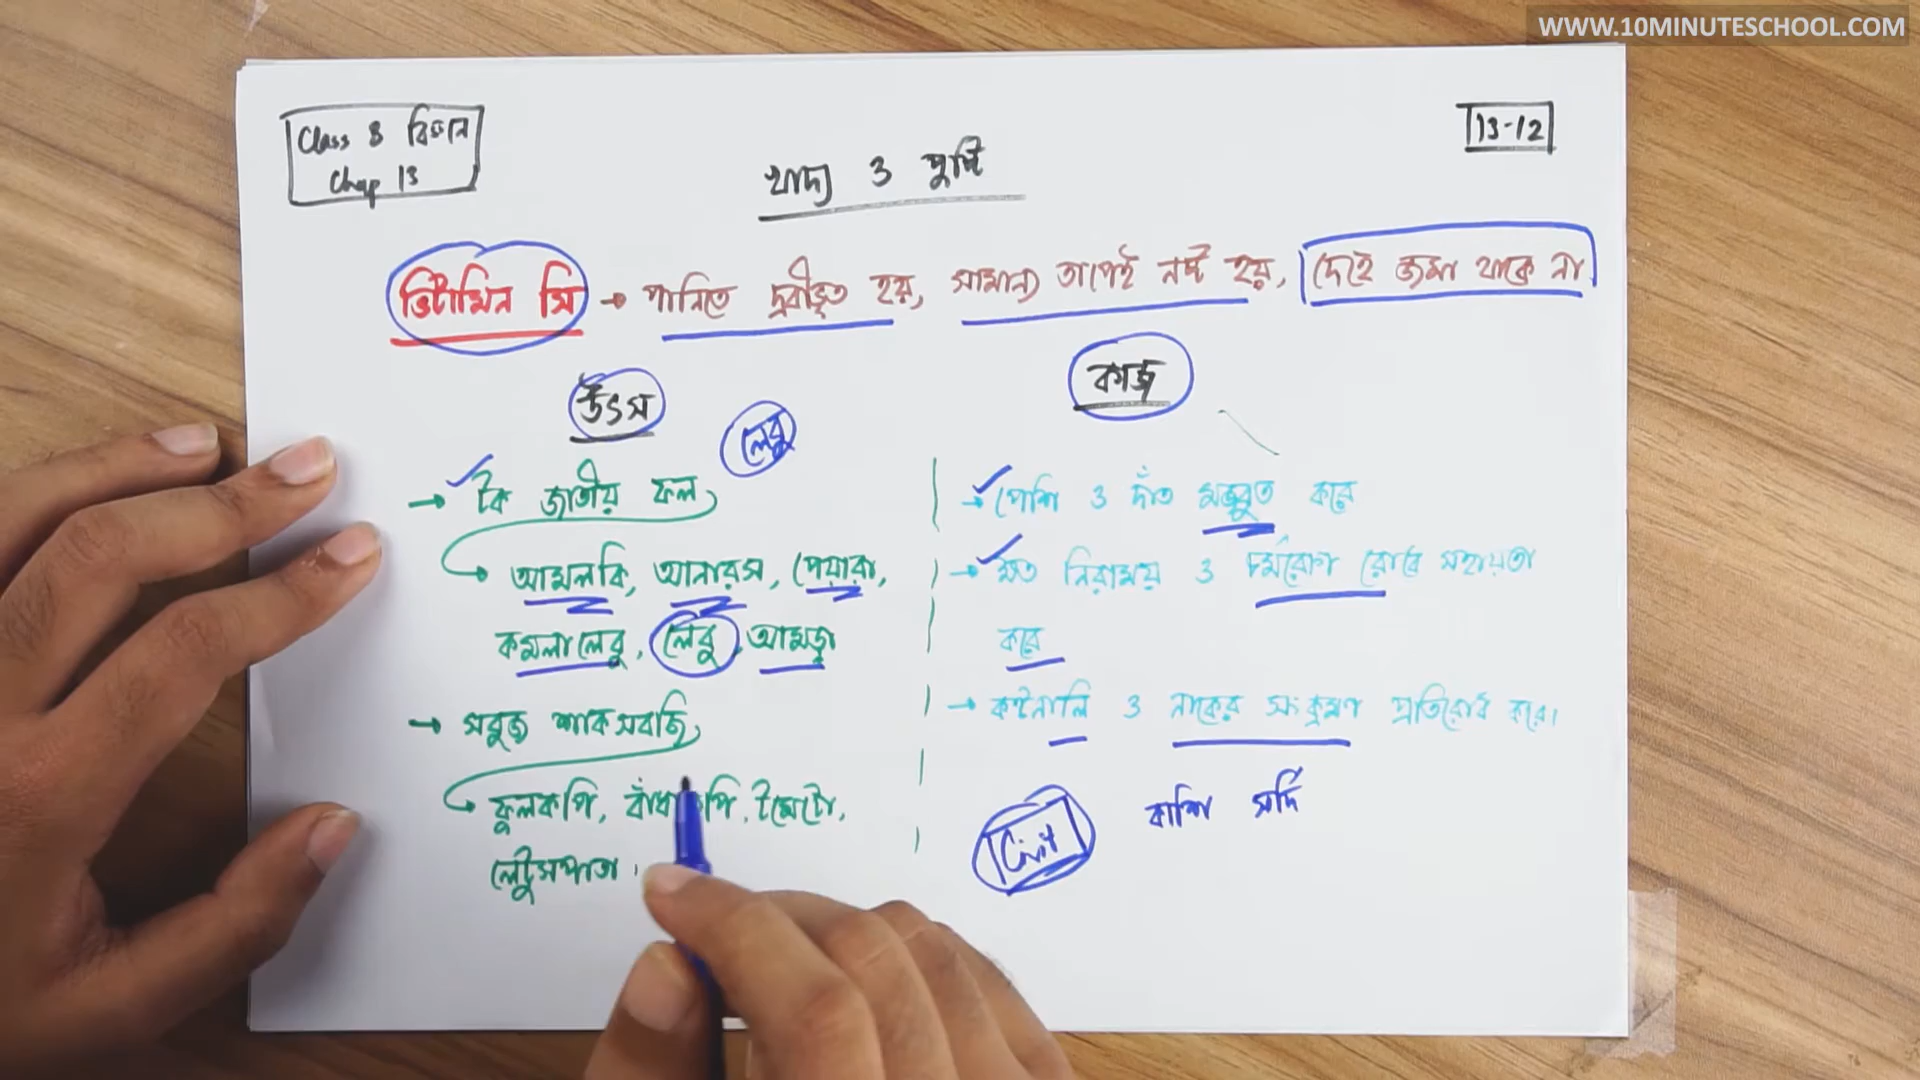 WWW.10MINUTESCHOOL.COM
Class 8 বিজ্ঞান
Chap 13
13-12
খাদ্য ও পুষ্টি
ভিটামিন সি → পানিতে দ্রবীভূত হয়, সামান্য তাপেই নষ্ট হয়, দেহে জমা থাকে না
উৎস
লেবু
→ টক জাতীয় ফল
→ আমলকি, আনারস, পেয়ারা,
কমলালেবু, লেবু, আমড়া
→ সবুজ শাকসবজি
→ ফুলকপি, টমেটো,
লেটুসপাতা।
কাজ
→ পেশি ও দাঁত মজবুত করে
→ ক্ষত নিরাময় ও চর্মরোগ রোধে সহায়তা
করে
→ কণ্ঠনালি ও নাকের সংক্রমণ প্রতিরোধ করে।
Civit
কাশি সর্দি